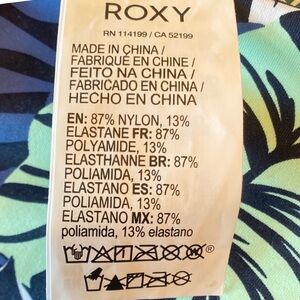 ROXY
RN 114199 / CA 52199
MADE IN CHINA /
FABRIQUÉ EN CHINE /
FEITO NA CHINA /
FABRICADO EN CHINA /
HECHO EN CHINA
EN: 87% NYLON, 13%
ELASTANE FR: 87%
POLYAMIDE, 13%
ELASTHANNE BR: 87%
POLIAMIDA, 13%
ELASTANO ES: 87%
POLIAMIDA, 13%
ELASTANO MX: 87%
poliamida, 13% elastano